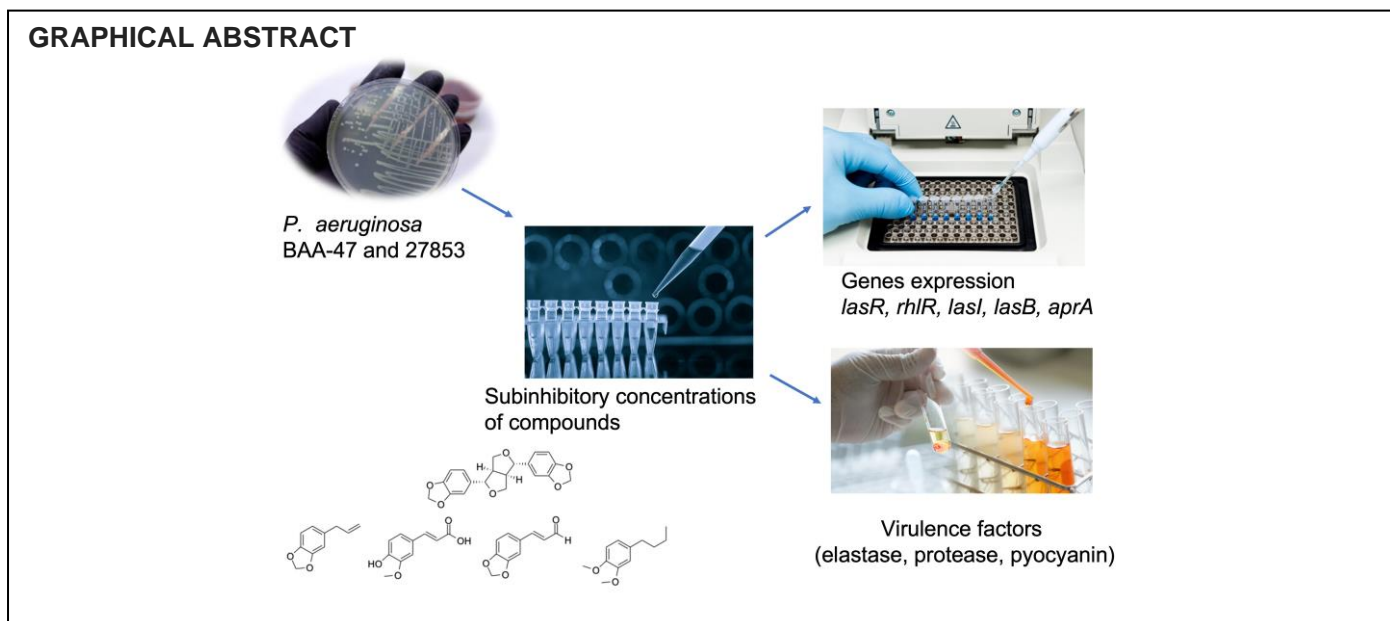 GRAPHICAL ABSTRACT
P. aeruginosa
BAA-47 and 27853
Subinhibitory concentrations
of compounds
Genes expression
lasR, rhlR, lasI, lasB, aprA
Virulence factors
(elastase, protease, pyocyanin)
H
O
O
O
H
O
O
O
O
O
O
HO
O
O
OH
O
O
O
H
O
O